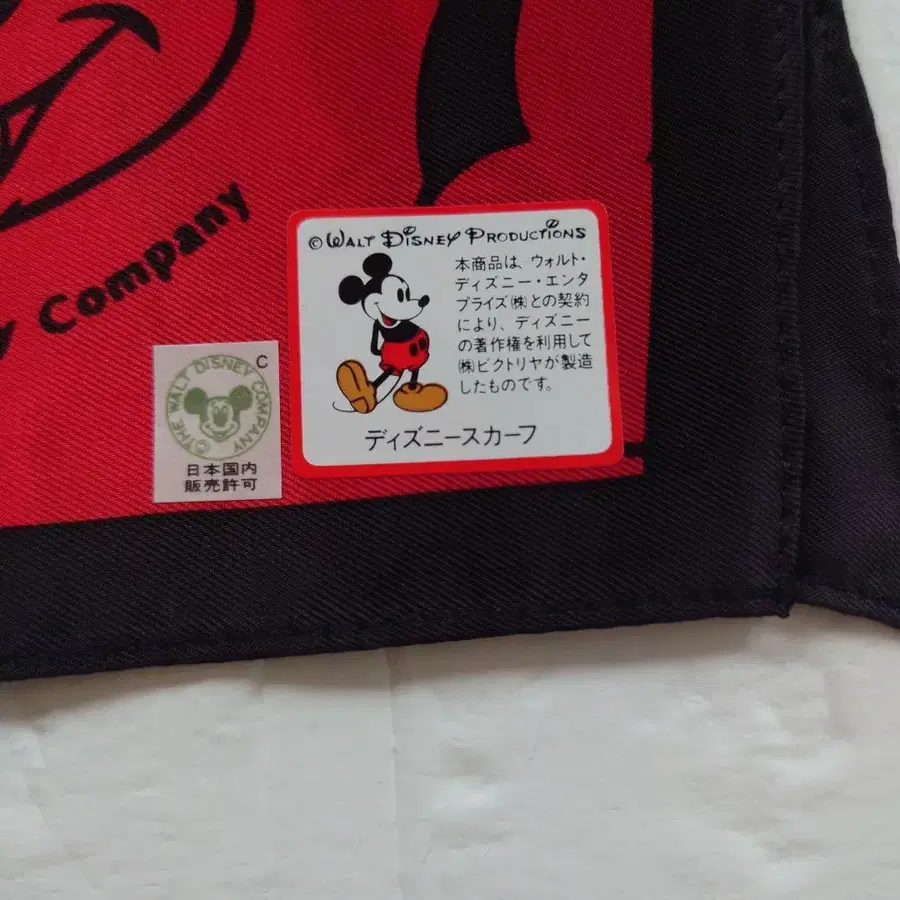 y Company
© WALT DISNEY PRODUCTIONS
本商品は、ウォルト・
ディズニー・エンタ
プライズ㈱との契約
により、ディズニー
の著作権を利用して
㈱ビクトリヤが製造
したものです。
ディズニースカーフ
C
©THE WALT DISNEY COMPANY
日本国内
販売許可